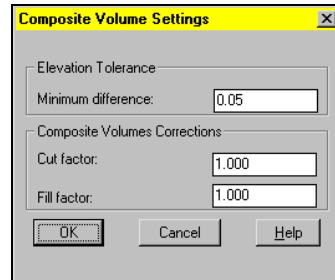 Composite Volume Settings
Elevation Tolerance
Minimum difference: 0.05
Composite Volumes Corrections
Cut factor: 1.000
Fill factor: 1.000
OK Cancel Help